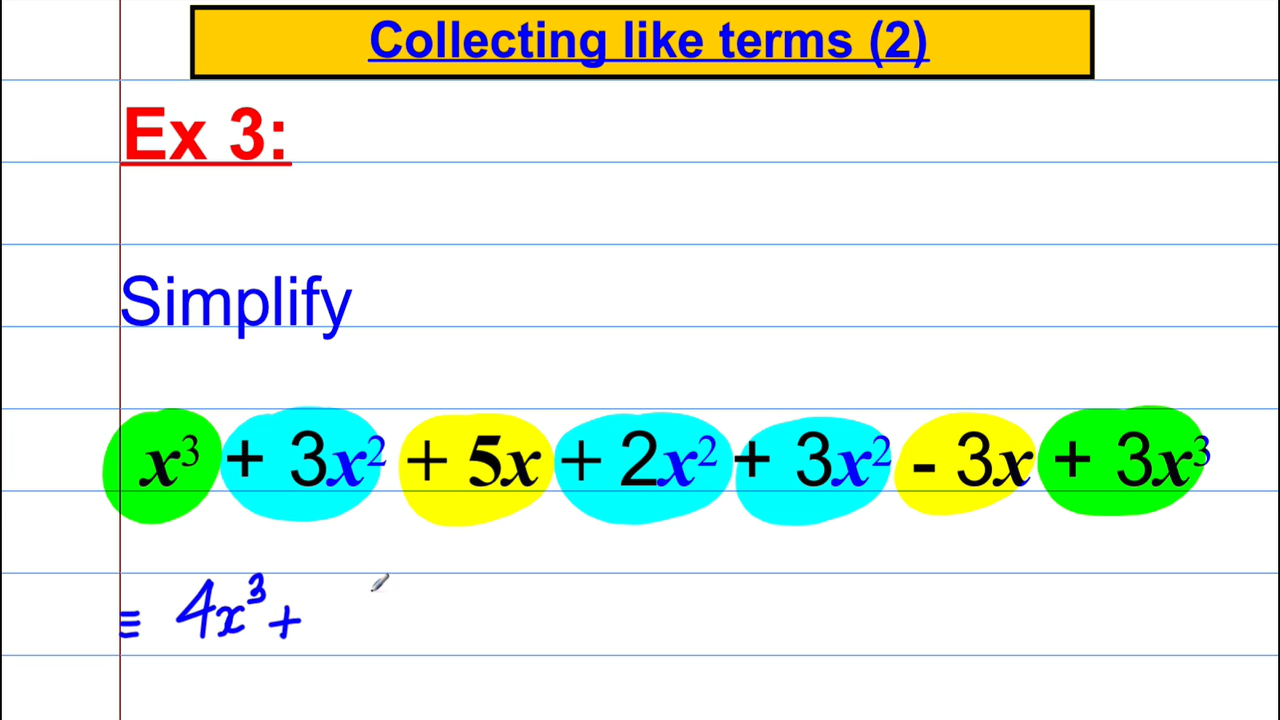 Collecting like terms (2)
Ex 3:
Simplify
x³ + 3x² + 5x + 2x² + 3x² - 3x + 3x³
≡ 4x³ +